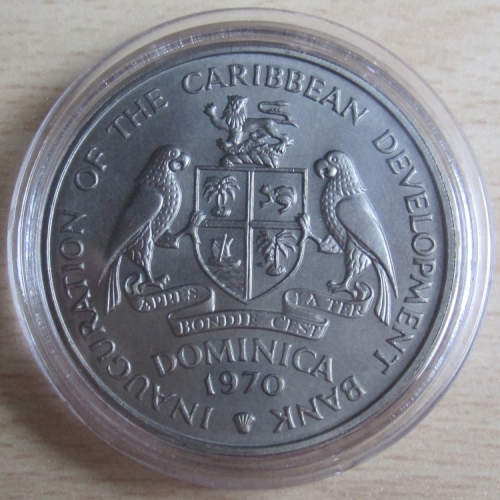 INAUGURATION OF THE CARIBBEAN DEVELOPMENT BANK
APRES BONDIE C'EST LA TER
DOMINICA
1970